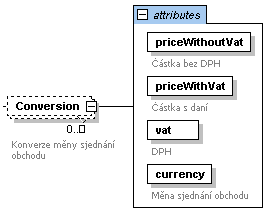 attributes
priceWithoutVat
Částka bez DPH
priceWithVat
Částka s daní
Conversion
0..
Konverze měny sjednání
obchodu
vat
DPH
currency
Měna sjednání obchodu